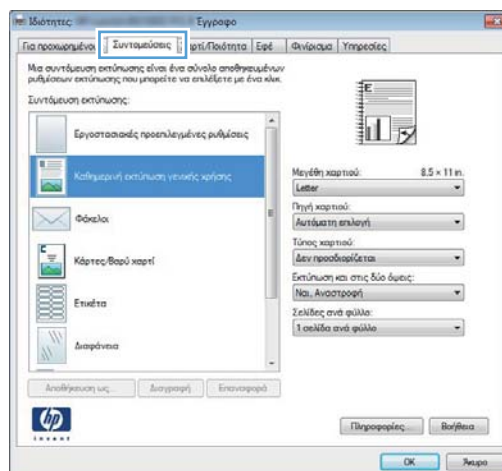 Ιδιότητες: Έγγραφο
Για προχωρημένου
Συντομεύσεις
αρτί/Ποιότητα
Εφέ
Φινίρισμα
Υπηρεσίες
Μια συντόμευση εκτύπωσης είναι ένα σύνολο αποθηκευμένων
ρυθμίσεων εκτύπωσης που μπορείτε να επιλέξετε με ένα κλικ.
Συντόμευση εκτύπωσης:
Εργοστασιακές προεπιλεγμένες ρυθμίσεις
Καθημερινή εκτύπωση γενικής χρήσης
Φάκελοι
Κάρτες/Βαρύ χαρτί
Ετικέτα
Διαφάνεια
Αποθήκευση ως...
Διαγραφή
Επαναφορά
Μεγέθη χαρτιού: 8.5 × 11 in.
Letter
Πηγή χαρτιού:
Αυτόματη επιλογή
Τύπος χαρτιού:
Δεν προσδιορίζεται
Εκτύπωση και στις δύο όψεις:
Ναι, Αναστροφή
Σελίδες ανά φύλλο:
1 σελίδα ανά φύλλο
hp
invent
Πληροφορίες...
Βοήθεια
OK
Άκυρο